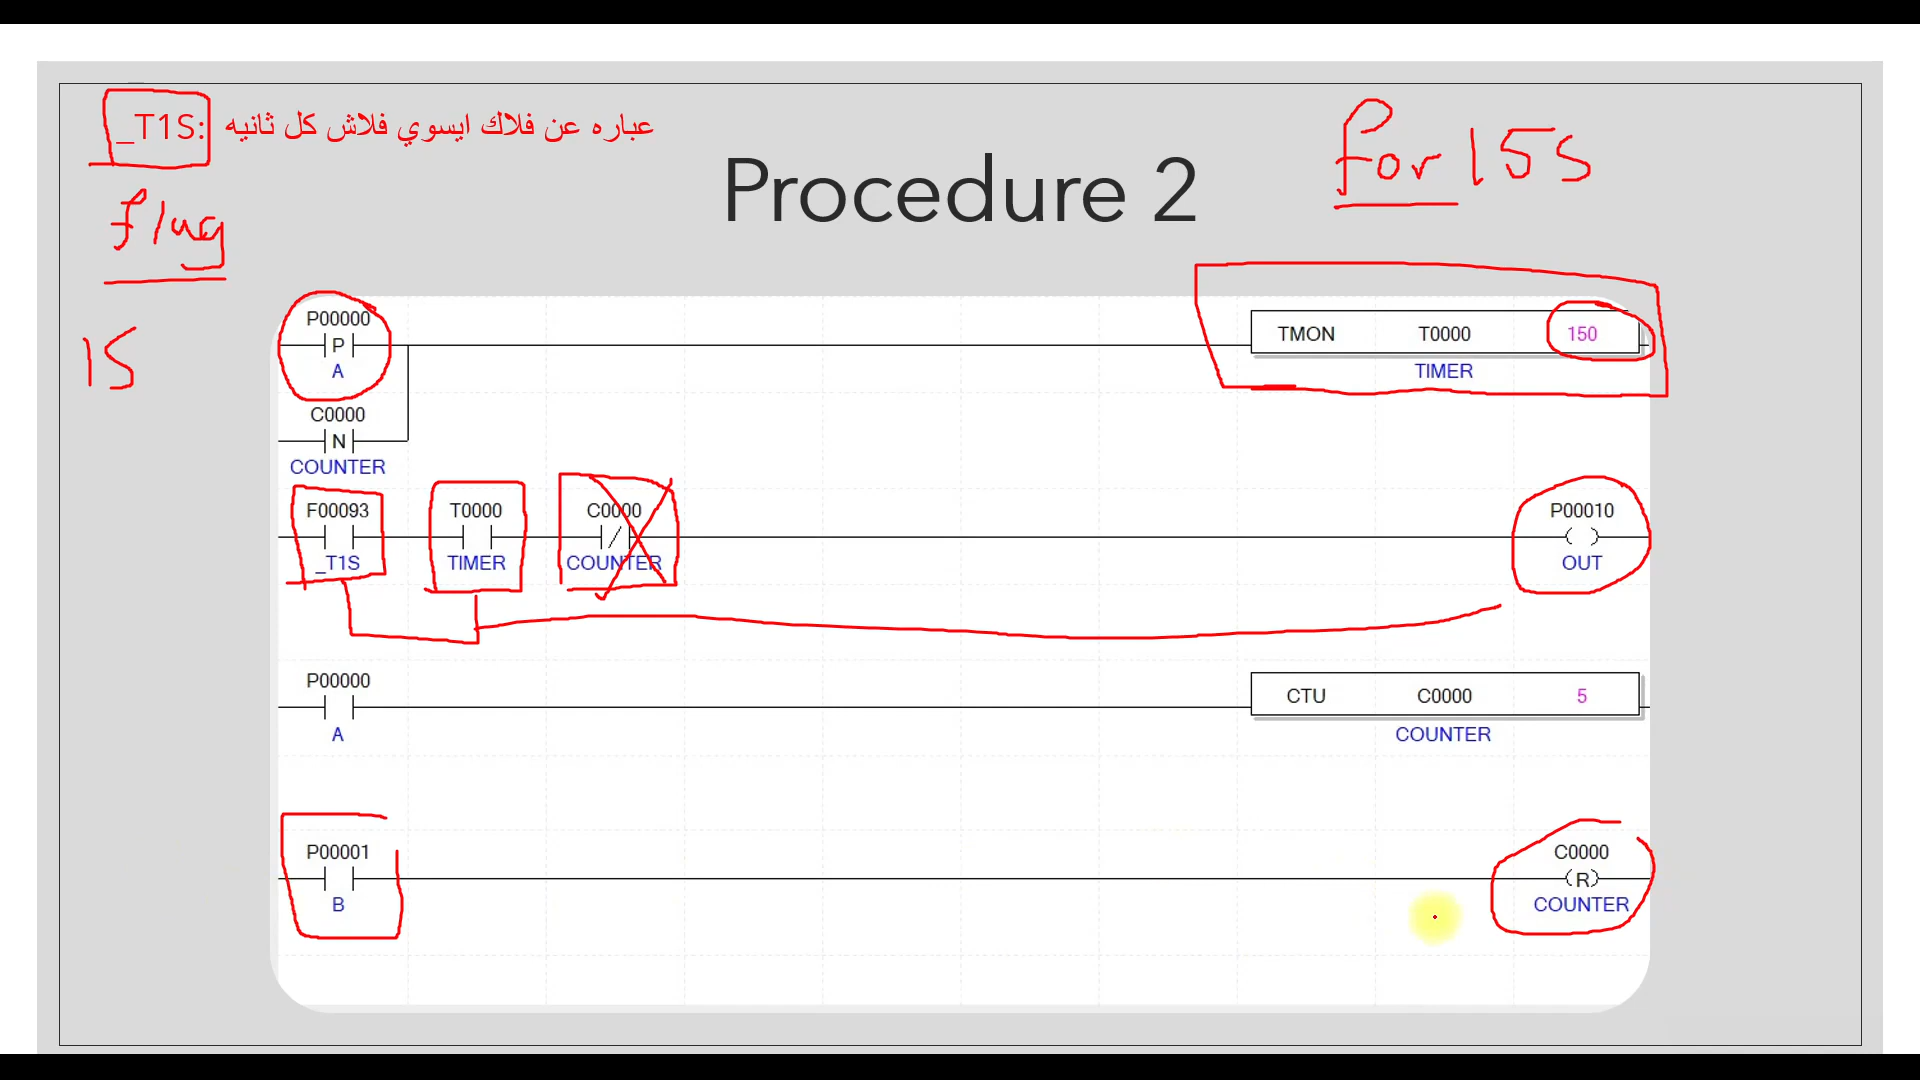 _T1S: عباره عن فلاك ايسوي فلاش كل ثانيه
for 15s
Procedure 2
flag
1S
P00000
P
A
TMON T0000 150
TIMER
C0000
N
COUNTER
F00093 T0000 C0000 P00010
_T1S TIMER COUNTER OUT
P00000
CTU C0000 5
A COUNTER
P00001 C0000
R
B COUNTER